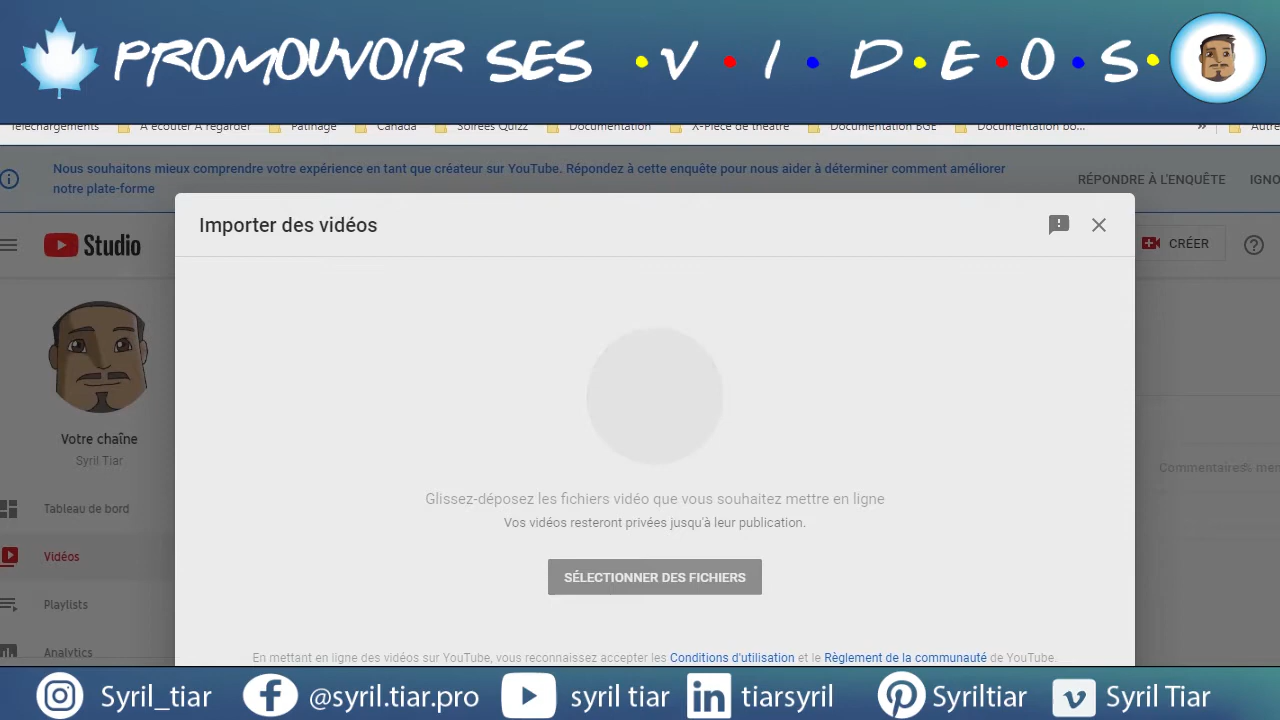 PROMOUVOIR SES • V • I • D • E • O • S •
Téléchargements A écouter A regarder Patinage Canada Soirées Quizz Documentation X-Pièce de théâtre Documentation BGE Documentation bo... » Autre
Nous souhaitons mieux comprendre votre expérience en tant que créateur sur YouTube. Répondez à cette enquête pour nous aider à déterminer comment améliorer
notre plate-forme
RÉPONDRE À L'ENQUÊTE IGNO
Importer des vidéos
Studio
CRÉER
Votre chaîne
Syril Tiar
Commentaires
Glissez-déposez les fichiers vidéo que vous souhaitez mettre en ligne
Vos vidéos resteront privées jusqu'à leur publication.
Tableau de bord
Vidéos
SÉLECTIONNER DES FICHIERS
Playlists
Analytics
En mettant en ligne des vidéos sur YouTube, vous reconnaissez accepter les Conditions d'utilisation et le Règlement de la communauté de YouTube.
Syril_tiar @syril.tiar.pro syril tiar in tiarsyril Syriltiar Syril Tiar